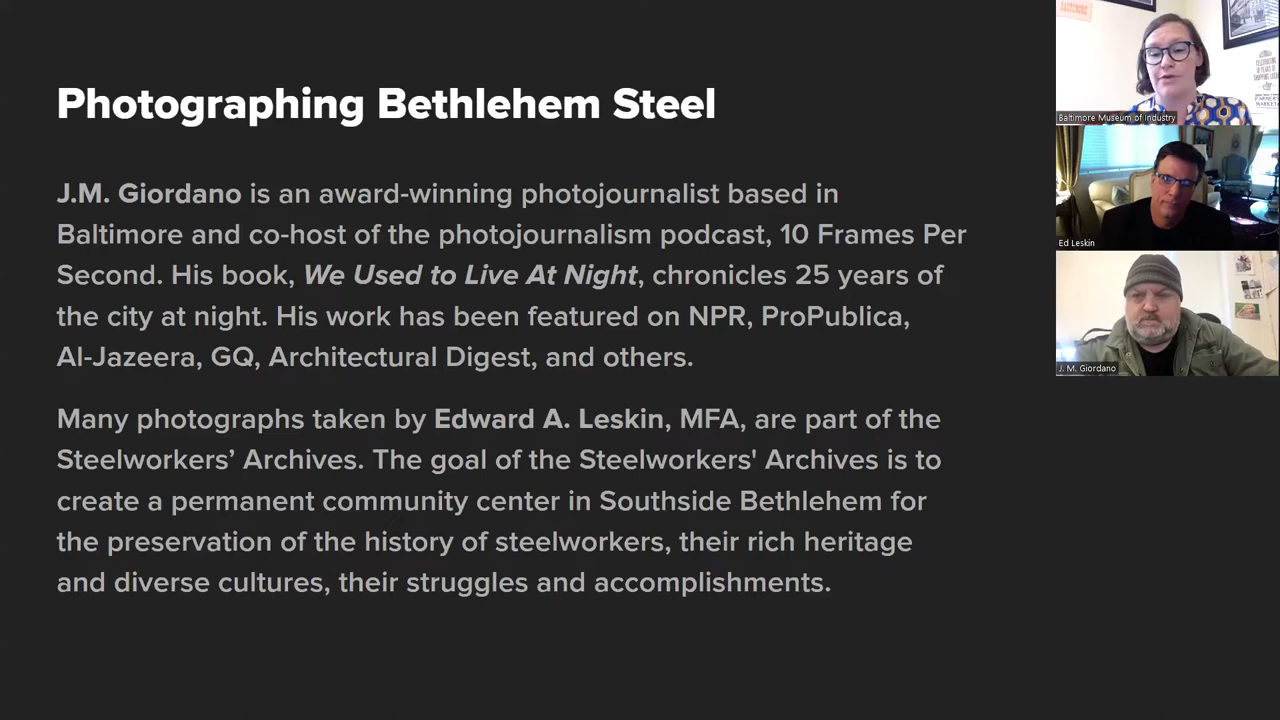 Photographing Bethlehem Steel
J.M. Giordano is an award-winning photojournalist based in
Baltimore and co-host of the photojournalism podcast, 10 Frames Per
Second. His book, We Used to Live At Night, chronicles 25 years of
the city at night. His work has been featured on NPR, ProPublica,
Al-Jazeera, GQ, Architectural Digest, and others.
Many photographs taken by Edward A. Leskin, MFA, are part of the
Steelworkers’ Archives. The goal of the Steelworkers' Archives is to
create a permanent community center in Southside Bethlehem for
the preservation of the history of steelworkers, their rich heritage
and diverse cultures, their struggles and accomplishments.
BALTIMORE
CELEBRATING
Baltimore Museum of Industry
Ed Leskin
J. M. Giordano